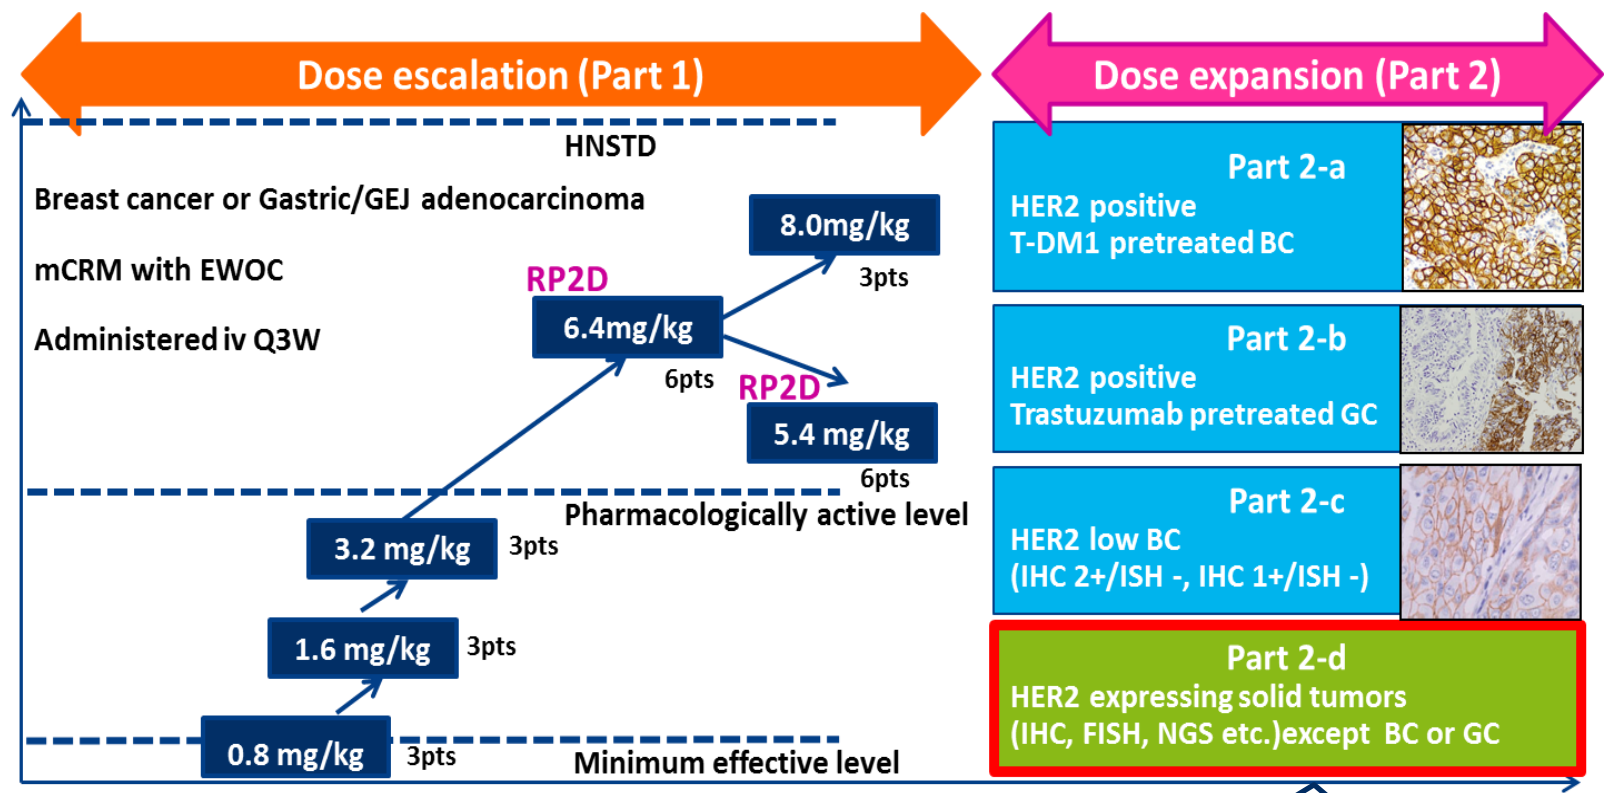 Dose escalation (Part 1)
Dose expansion (Part 2)
HNSTD
Breast cancer or Gastric/GEJ adenocarcinoma
mCRM with EWOC
Administered iv Q3W
8.0mg/kg
3pts
RP2D
6.4mg/kg
6pts
RP2D
5.4 mg/kg
6pts
Pharmacologically active level
3.2 mg/kg
3pts
1.6 mg/kg
3pts
0.8 mg/kg
3pts
Minimum effective level
Part 2-a
HER2 positive
T-DM1 pretreated BC
Part 2-b
HER2 positive
Trastuzumab pretreated GC
Part 2-c
HER2 low BC
(IHC 2+/ISH -, IHC 1+/ISH -)
Part 2-d
HER2 expressing solid tumors
(IHC, FISH, NGS etc.)except BC or GC